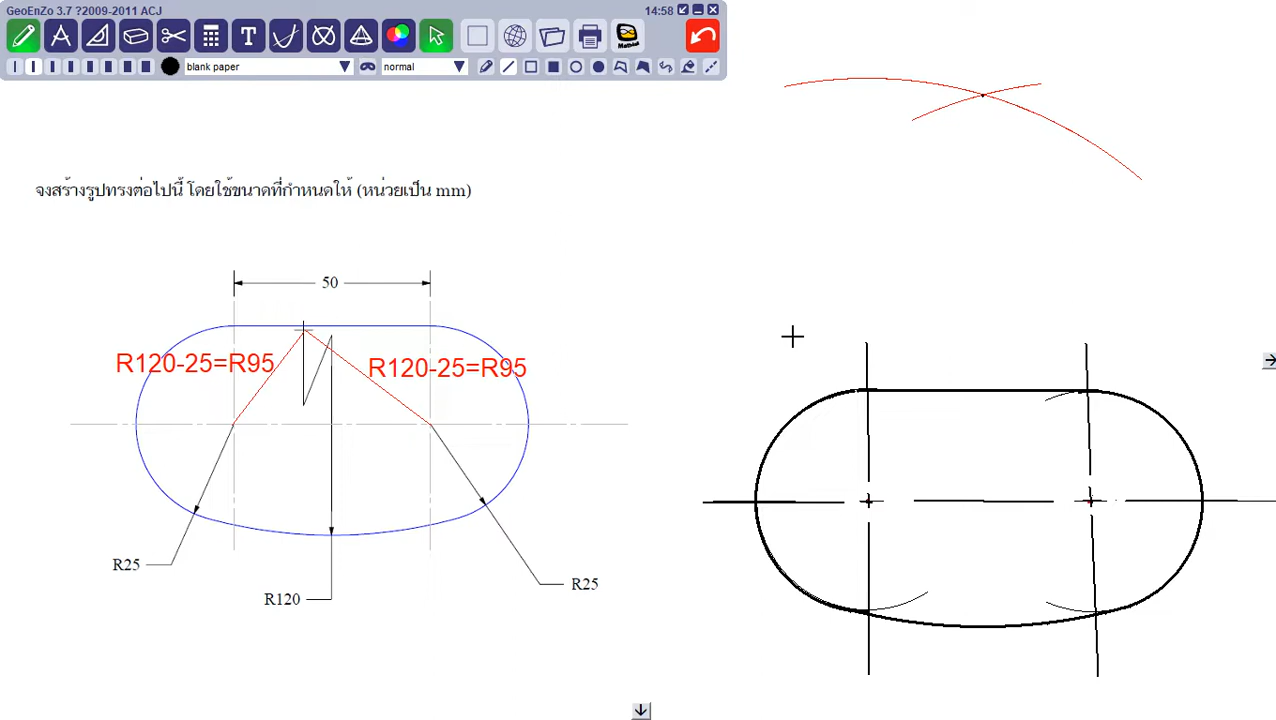 GeoEnZo 3.7 ?2009-2011 ACJ
14:58
T
Mathéal
blank paper
normal
จงสร้างรูปทรงต่อไปนี้ โดยใช้ขนาดที่กำหนดให้ (หน่วยเป็น mm)
50
R120-25=R95
R120-25=R95
R25
R120
R25